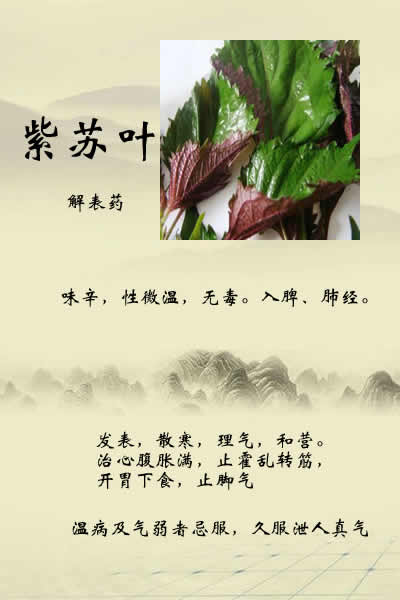 紫苏叶
解表药
味辛，性微温，无毒。入脾、肺经。
发表，散寒，理气，和营。
治心腹胀满，止霍乱转筋，
开胃下食，止脚气
温病及气弱者忌服，久服泄人真气